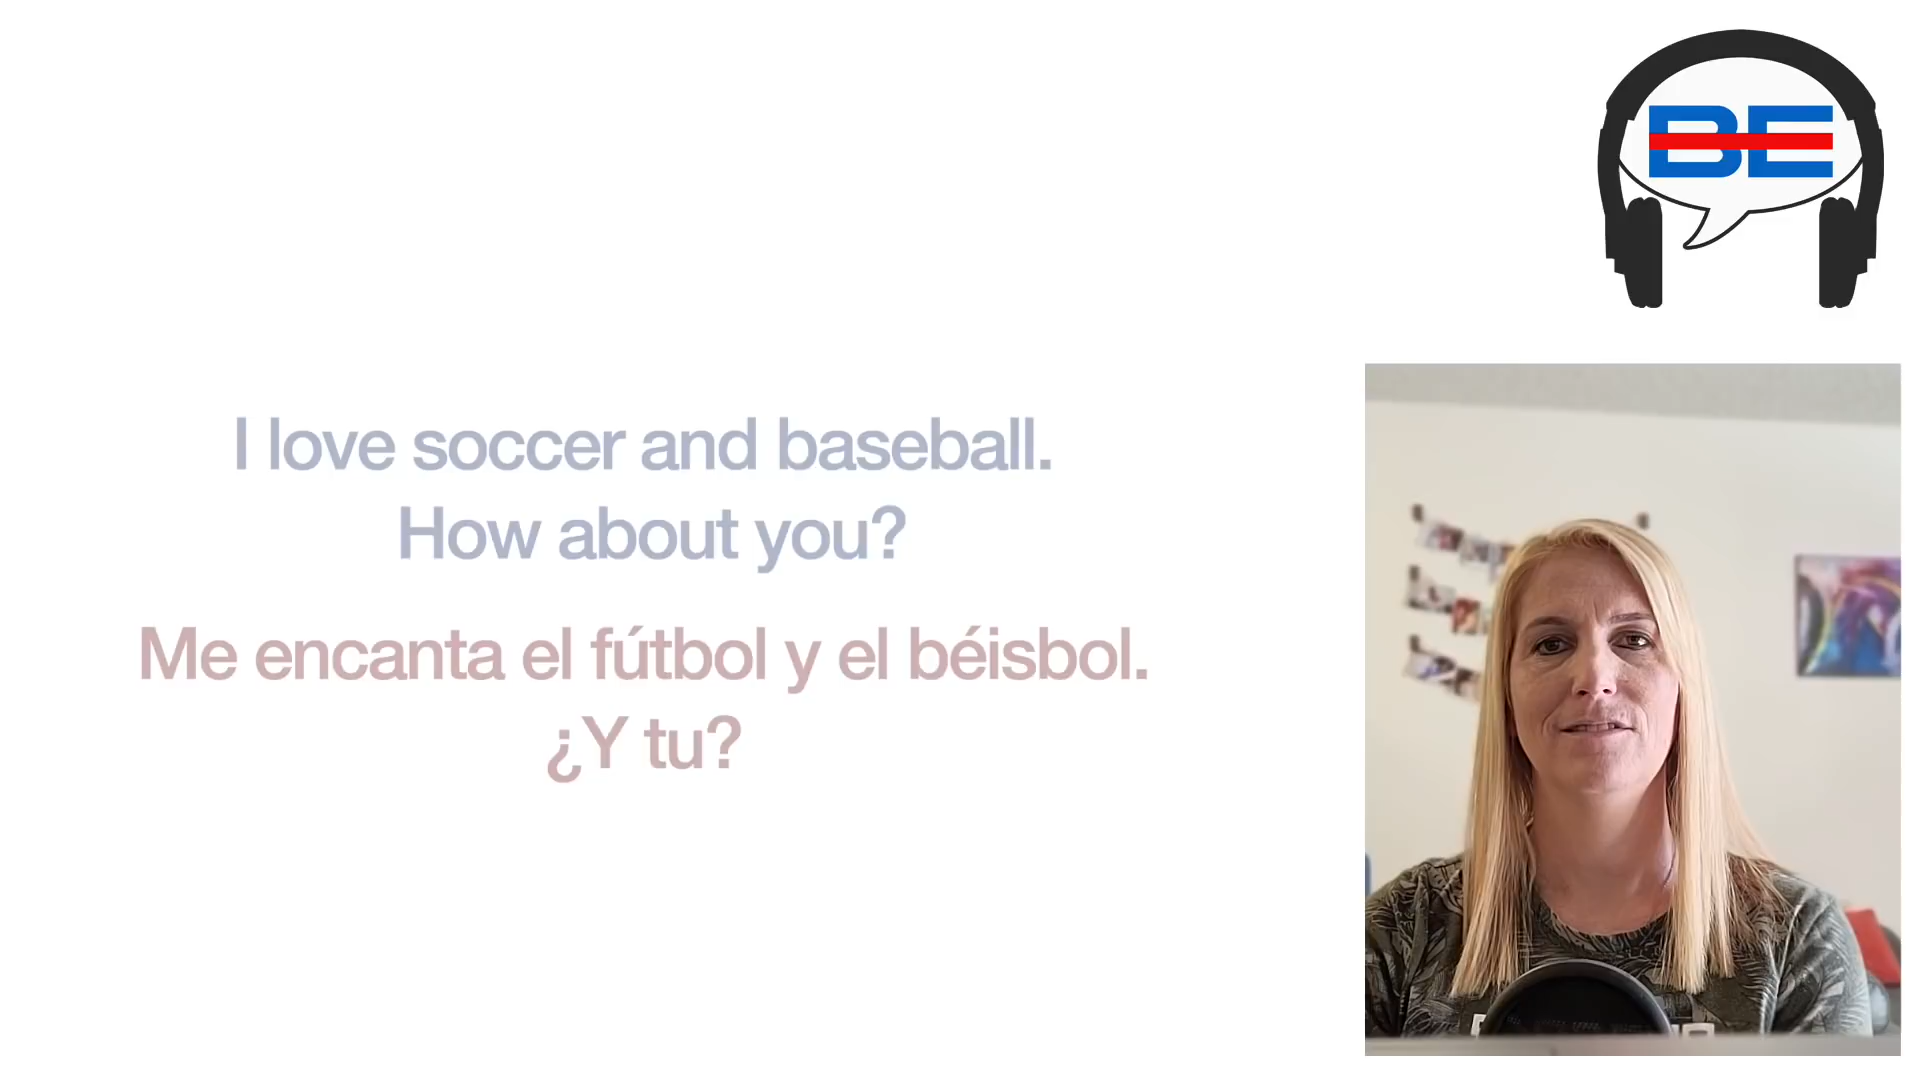 BE
I love soccer and baseball.
How about you?
Me encanta el fútbol y el béisbol.
¿Y tu?